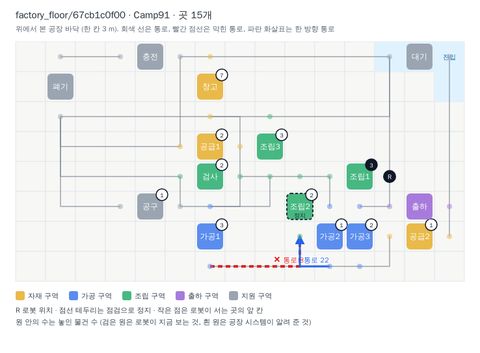 factory_floor/67cb1c0f00 · Camp91 · 곳 15개
위에서 본 공장 바닥 (한 칸 3 m). 회색 선은 통로, 빨간 점선은 막힌 통로, 파란 화살표는 한 방향 통로
충전
대기
폐기
창고
7
공급1
2
조립3
3
검사
2
조립1
3
R
공구
1
조립2
2
정지
출하
가공1
3
가공2
1
가공3
2
공급2
1
통로 22
자재 구역
가공 구역
조립 구역
출하 구역
지원 구역
R 로봇 위치 · 점선 테두리는 점검으로 정지 · 작은 점은 로봇이 서는 곳의 앞 칸
원 안의 수는 놓인 물건 수 (검은 원은 로봇이 지금 보는 것, 흰 원은 공장 시스템이 알려 준 것)